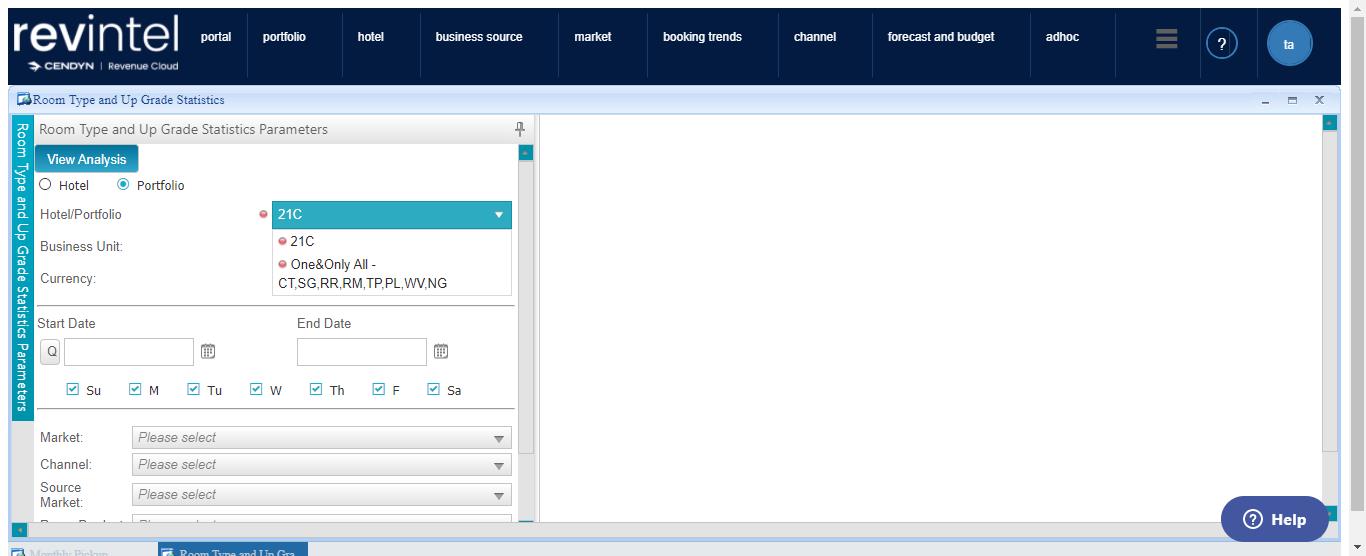 revintel
CENDYN | Revenue Cloud
portal portfolio hotel business source market booking trends channel forecast and budget adhoc ? ta
Room Type and Up Grade Statistics
Room Type and Up Grade Statistics Parameters
Room Type and Up Grade Statistics Parameters
View Analysis
Hotel Portfolio
Hotel/Portfolio 21C
21C
Business Unit:
One&Only All -
CT,SG,RR,RM,TP,PL,WV,NG
Currency:
Start Date End Date
Q
Su M Tu W Th F Sa
Market: Please select
Channel: Please select
Source
Market: Please select
Please select
? Help
Monthly Pickup Room Type and Up Gra